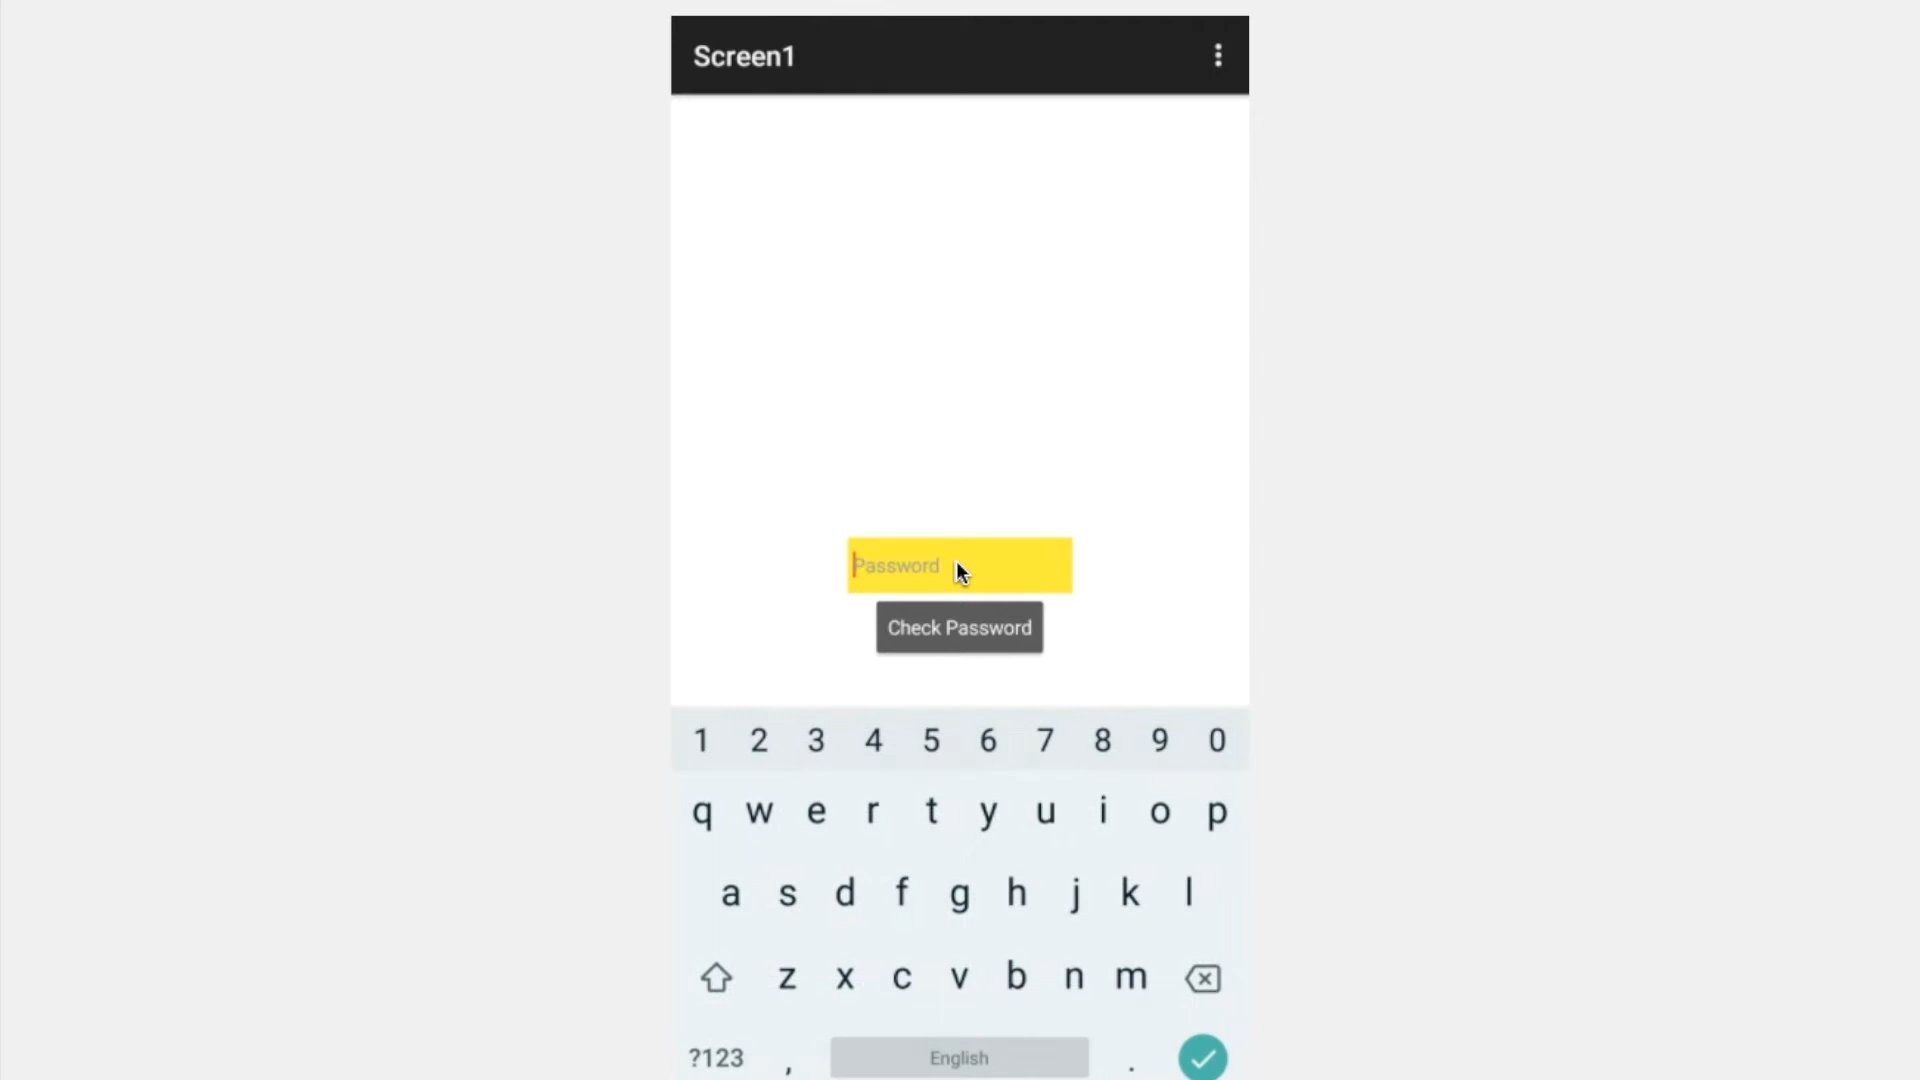 Screen1
Password
Check Password
1 2 3 4 5 6 7 8 9 0
q w e r t y u i o p
a s d f g h j k l
z x c v b n m
?123 , English .